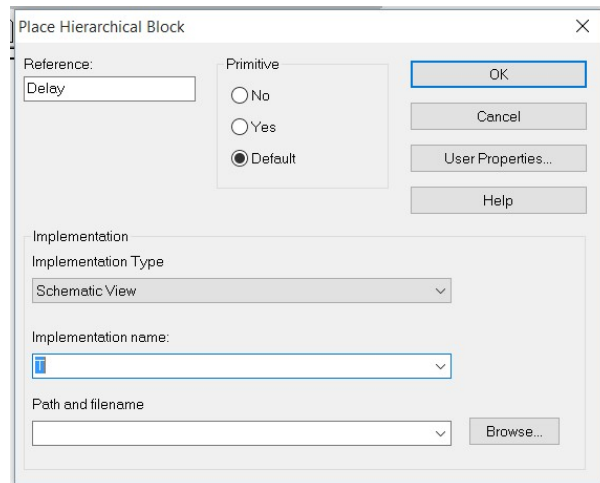 Place Hierarchical Block
Reference:
Delay
Primitive
No
Yes
Default
OK
Cancel
User Properties...
Help
Implementation
Implementation Type
Schematic View
Implementation name:
T
Path and filename
Browse...